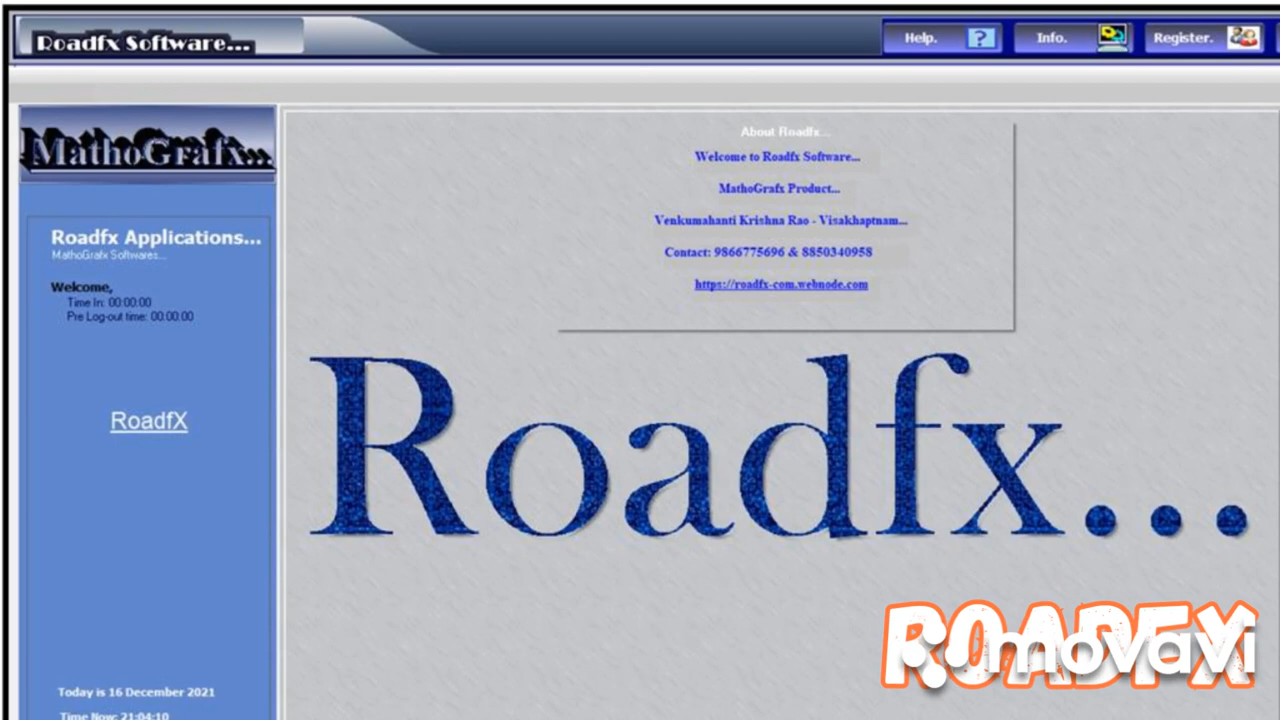 Roadfx Software...
Help.
Info.
Register.
MathoGrafx...
Roadfx Applications...
MathoGrafx Softwares...
Welcome,
Time In: 00:00:00
Pre Log-out time: 00:00:00
RoadfX
Today is 16 December 2021
Time Now: 21:04:10
About Roadfx...
Welcome to Roadfx Software...
MathoGrafx Product...
Venkumahanti Krishna Rao - Visakhaptnam...
Contact: 9866775696 & 8850340958
https://roadfx-com.webnode.com
Roadfx...
ROADFX
movavi